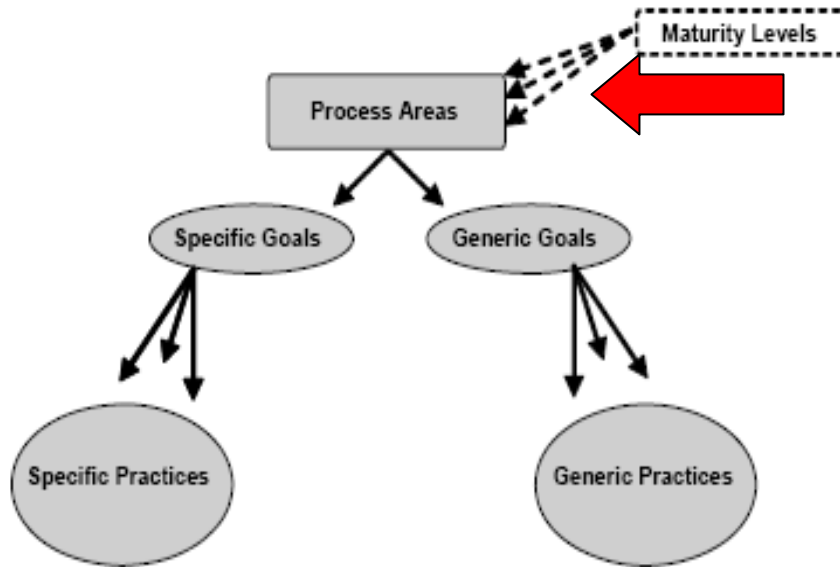 Maturity Levels
Process Areas
Specific Goals
Generic Goals
Specific Practices
Generic Practices